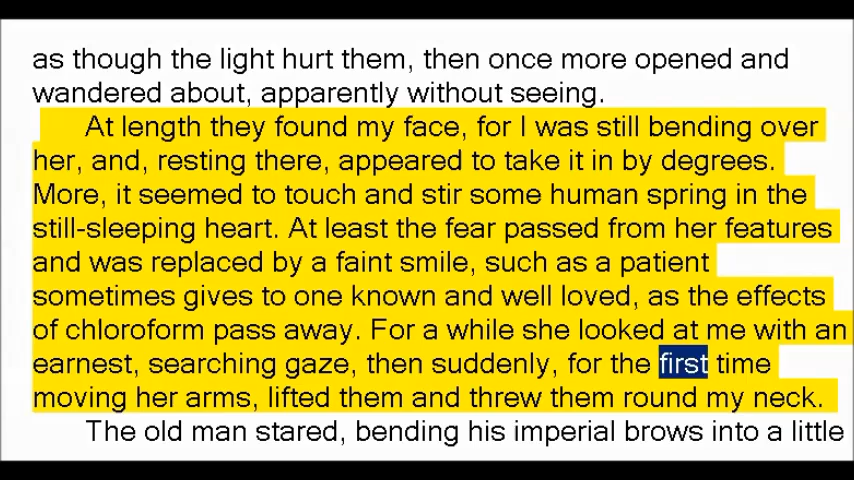 as though the light hurt them, then once more opened and
wandered about, apparently without seeing.
At length they found my face, for I was still bending over
her, and, resting there, appeared to take it in by degrees.
More, it seemed to touch and stir some human spring in the
still-sleeping heart. At least the fear passed from her features
and was replaced by a faint smile, such as a patient
sometimes gives to one known and well loved, as the effects
of chloroform pass away. For a while she looked at me with an
earnest, searching gaze, then suddenly, for the first time
moving her arms, lifted them and threw them round my neck.
The old man stared, bending his imperial brows into a little